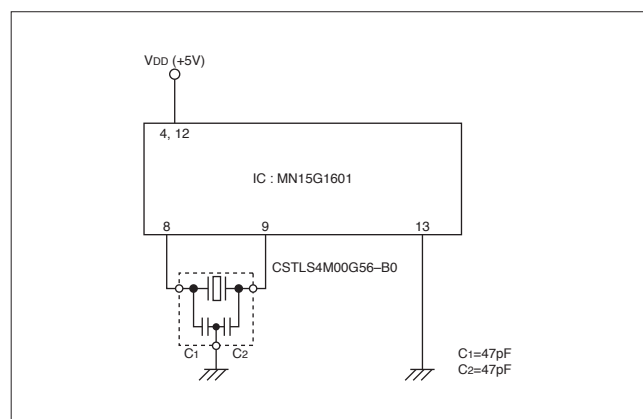 VDD (+5V)
4, 12
IC : MN15G1601
8
9
13
CSTLS4M00G56–B0
C1
C2
C1=47pF
C2=47pF